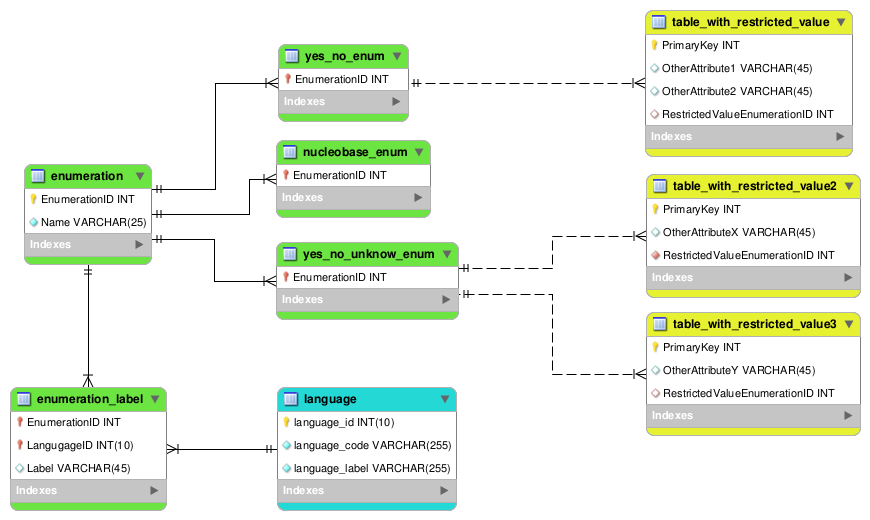 yes_no_enum
EnumerationID INT
Indexes
nucleobase_enum
EnumerationID INT
Indexes
enumeration
EnumerationID INT
Name VARCHAR(25)
Indexes
yes_no_unknow_enum
EnumerationID INT
Indexes
enumeration_label
EnumerationID INT
LangugageID INT(10)
Label VARCHAR(45)
Indexes
language
language_id INT(10)
language_code VARCHAR(255)
language_label VARCHAR(255)
Indexes
table_with_restricted_value
PrimaryKey INT
OtherAttribute1 VARCHAR(45)
OtherAttribute2 VARCHAR(45)
RestrictedValueEnumerationID INT
Indexes
table_with_restricted_value2
PrimaryKey INT
OtherAttributeX VARCHAR(45)
RestrictedValueEnumerationID INT
Indexes
table_with_restricted_value3
PrimaryKey INT
OtherAttributeY VARCHAR(45)
RestrictedValueEnumerationID INT
Indexes